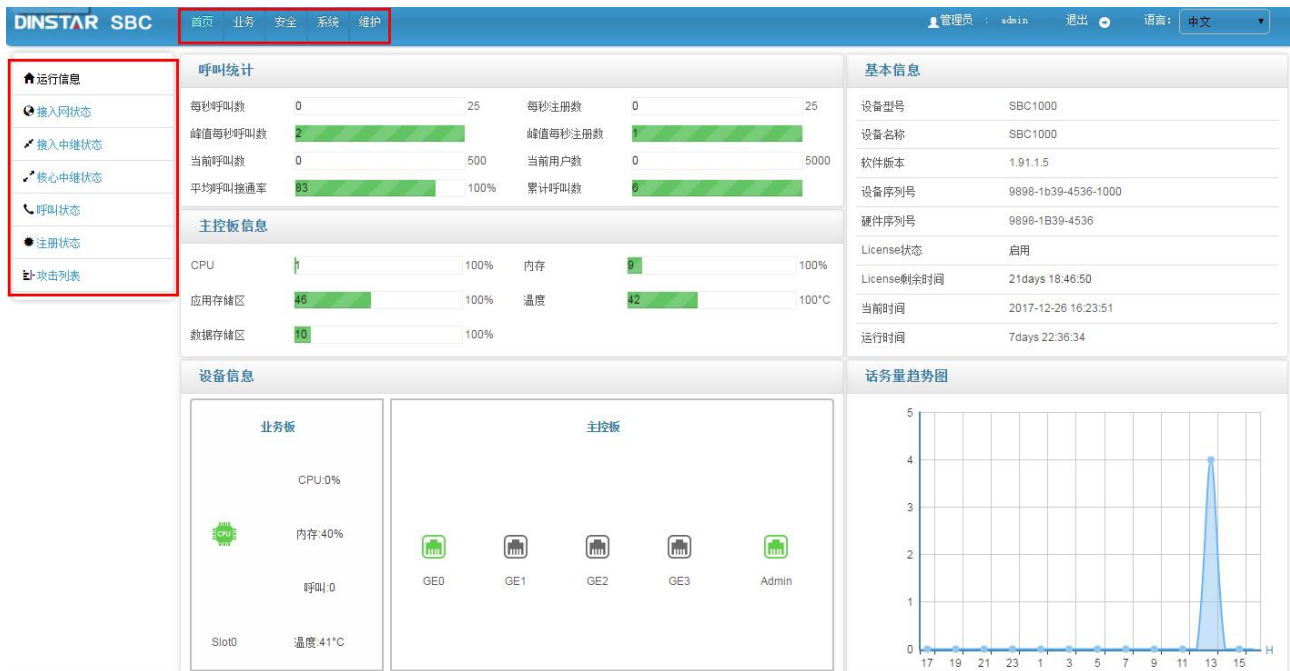 DINSTAR SBC
首页 业务 安全 系统 维护
管理员 : admin 退出 语言: 中文
运行信息
接入网状态
接入中继状态
核心中继状态
呼叫状态
注册状态
攻击列表
呼叫统计
每秒呼叫数 0 25 每秒注册数 0 25
峰值每秒呼叫数 2 峰值每秒注册数 1
当前呼叫数 0 500 当前用户数 0 5000
平均呼叫接通率 83 100% 累计呼叫数 6
主控板信息
CPU 1 100% 内存 9 100%
应用存储区 46 100% 温度 42 100°C
数据存储区 10 100%
设备信息
业务板
CPU:0%
CPU
内存:40%
呼叫:0
Slot0 温度:41°C
主控板
GE0 GE1 GE2 GE3 Admin
基本信息
设备型号 SBC1000
设备名称 SBC1000
软件版本 1.91.1.5
设备序列号 9898-1b39-4536-1000
硬件序列号 9898-1B39-4536
License状态 启用
License剩余时间 21days 18:46:50
当前时间 2017-12-26 16:23:51
运行时间 7days 22:36:34
话务量趋势图
5
4
3
2
1
0
17 19 21 23 1 3 5 7 9 11 13 15 H